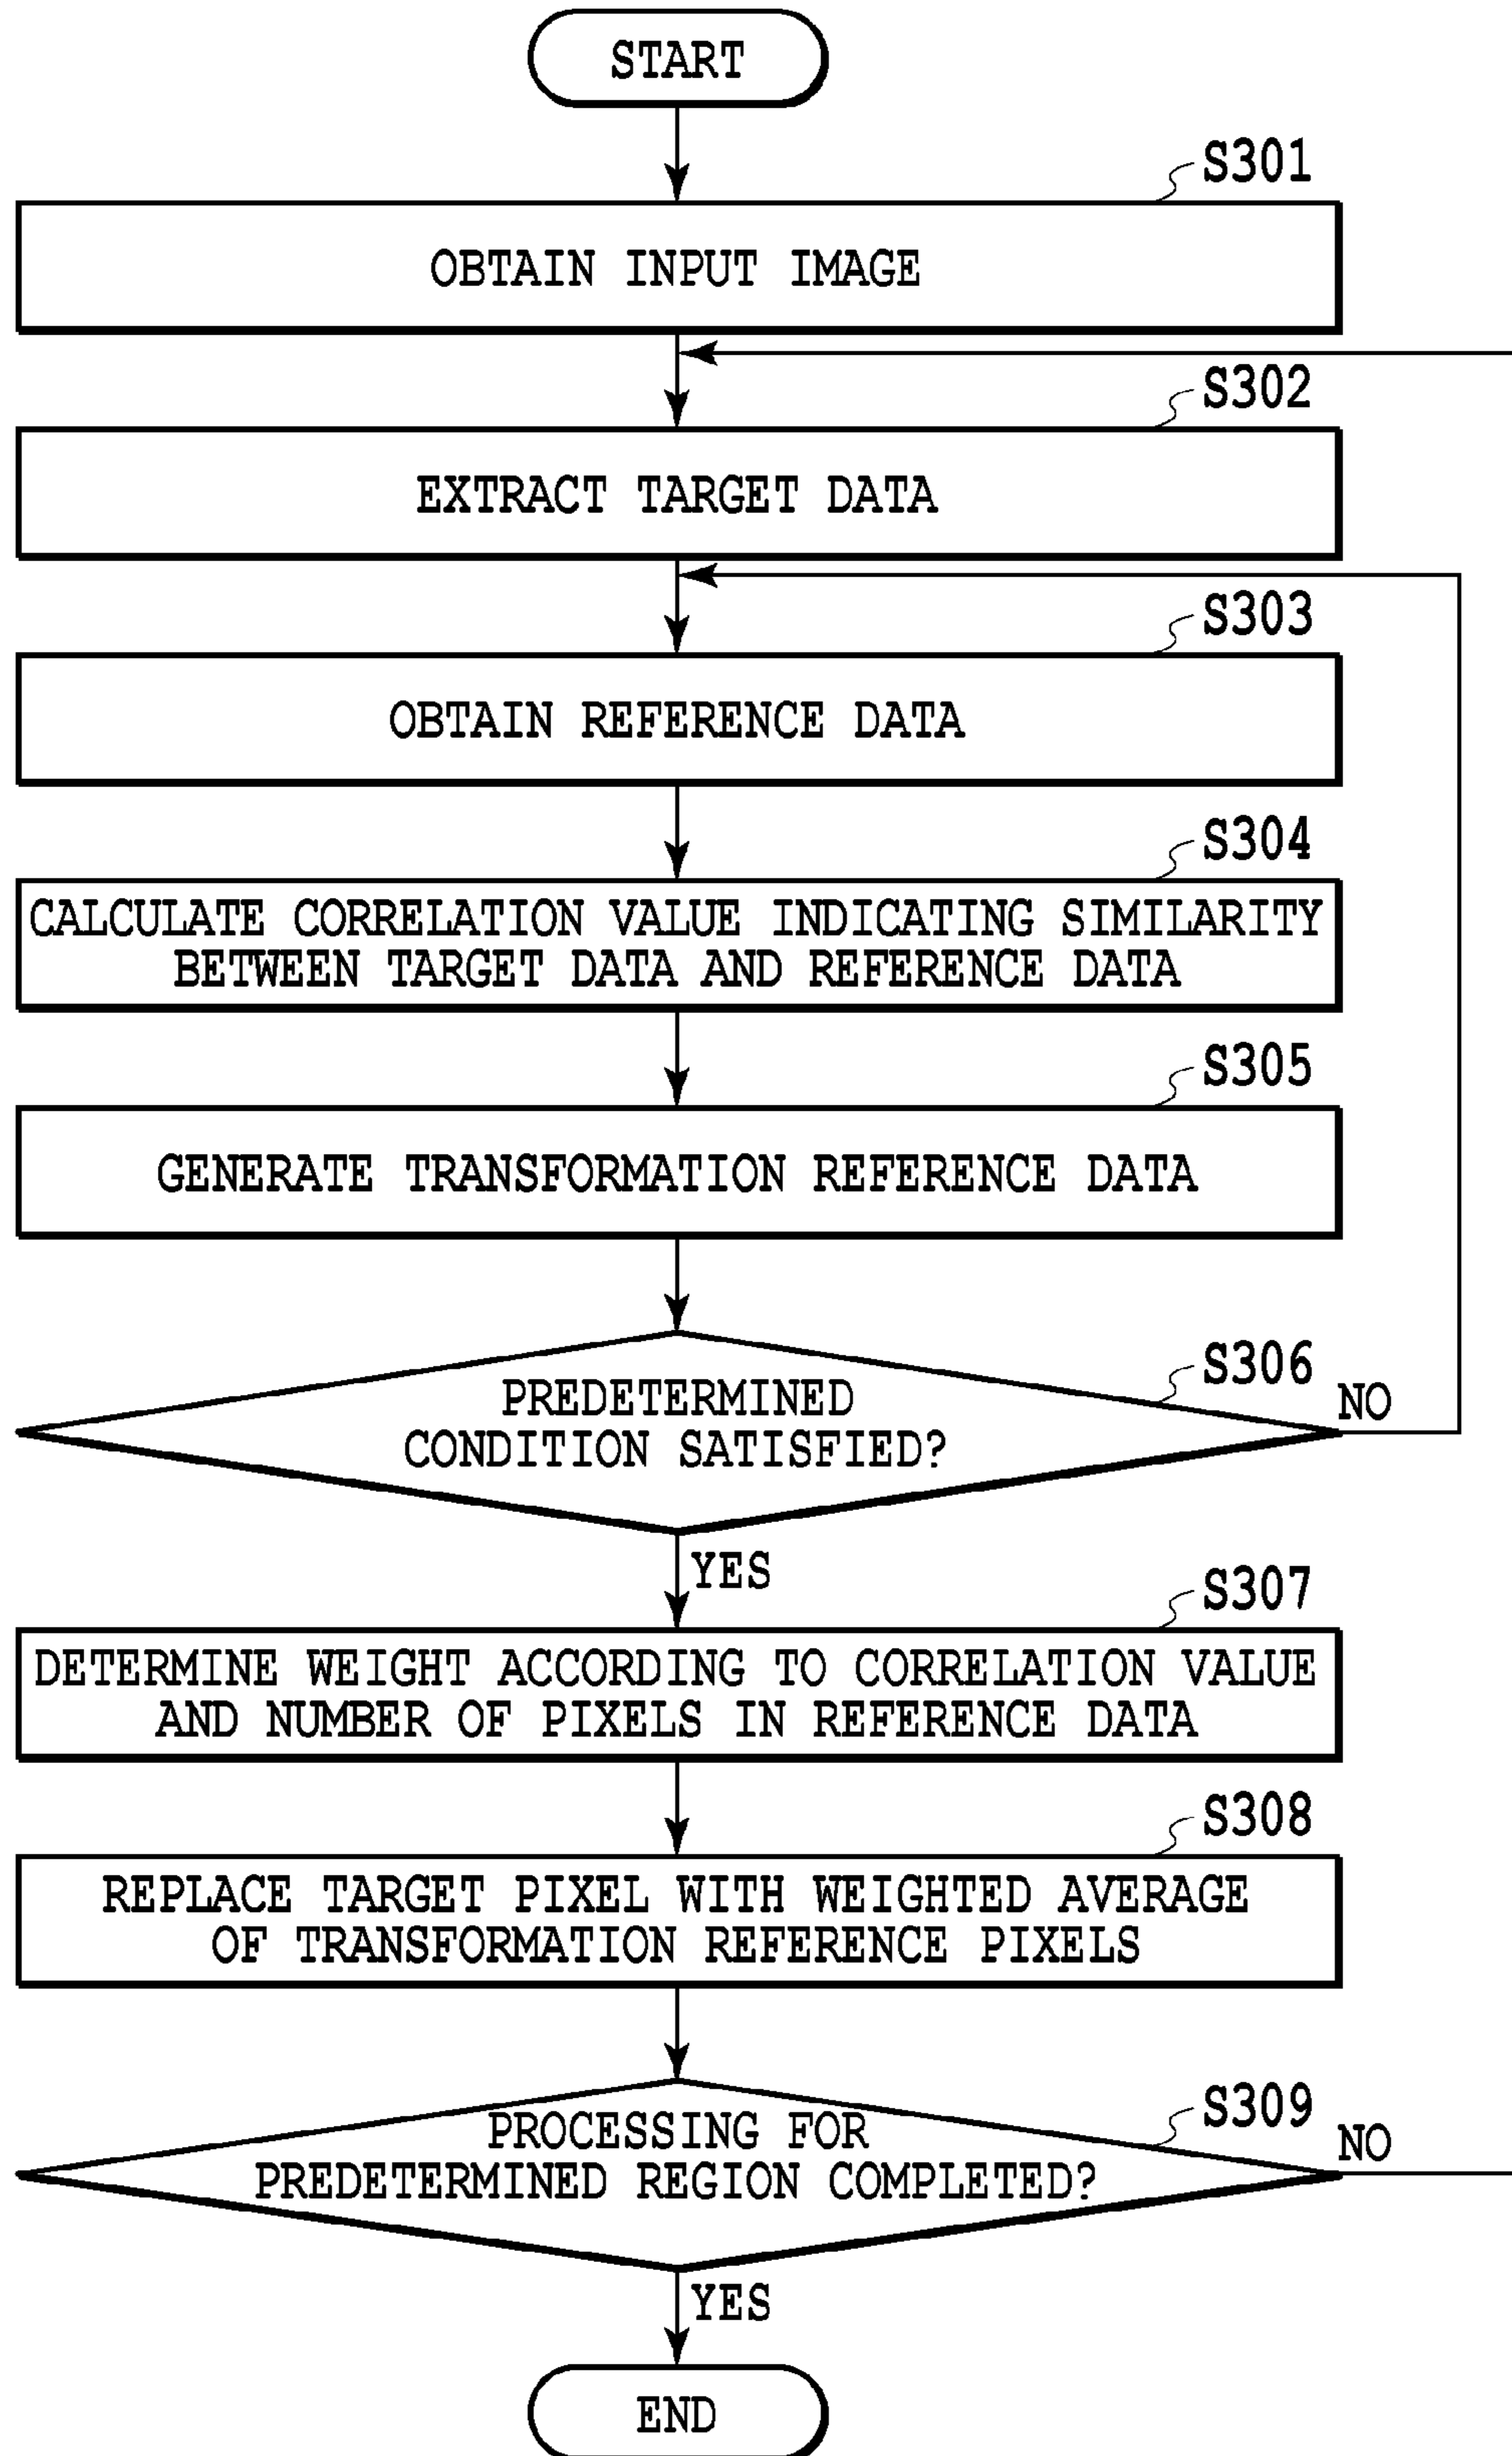 START
S301
OBTAIN INPUT IMAGE
S302
EXTRACT TARGET DATA
S303
OBTAIN REFERENCE DATA
S304
CALCULATE CORRELATION VALUE INDICATING SIMILARITY
BETWEEN TARGET DATA AND REFERENCE DATA
S305
GENERATE TRANSFORMATION REFERENCE DATA
S306
PREDETERMINED
CONDITION SATISFIED?
NO
YES
S307
DETERMINE WEIGHT ACCORDING TO CORRELATION VALUE
AND NUMBER OF PIXELS IN REFERENCE DATA
S308
REPLACE TARGET PIXEL WITH WEIGHTED AVERAGE
OF TRANSFORMATION REFERENCE PIXELS
S309
PROCESSING FOR
PREDETERMINED REGION COMPLETED?
NO
YES
END